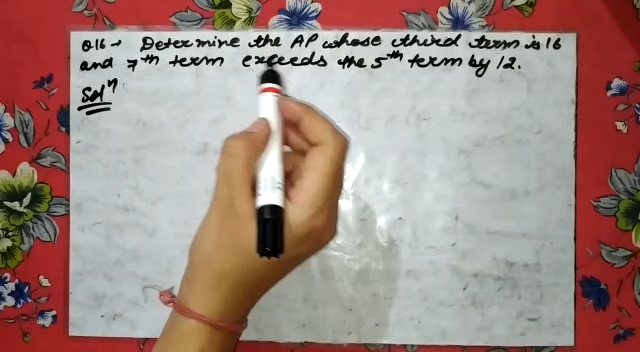 Q16→ Determine the AP whose third term is 16
and 7th term exceeds the 5th term by 12.
Solⁿ